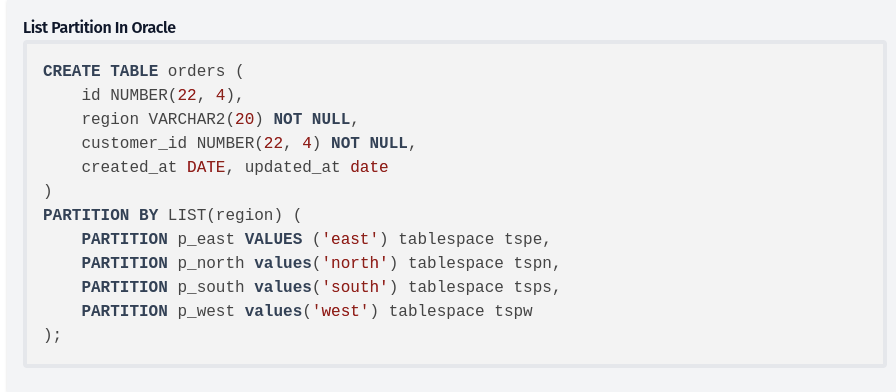 List Partition In Oracle
CREATE TABLE orders (
    id NUMBER(22, 4),
    region VARCHAR2(20) NOT NULL,
    customer_id NUMBER(22, 4) NOT NULL,
    created_at DATE, updated_at date
)
PARTITION BY LIST(region) (
    PARTITION p_east VALUES ('east') tablespace tspe,
    PARTITION p_north values('north') tablespace tspn,
    PARTITION p_south values('south') tablespace tsps,
    PARTITION p_west values('west') tablespace tspw
);